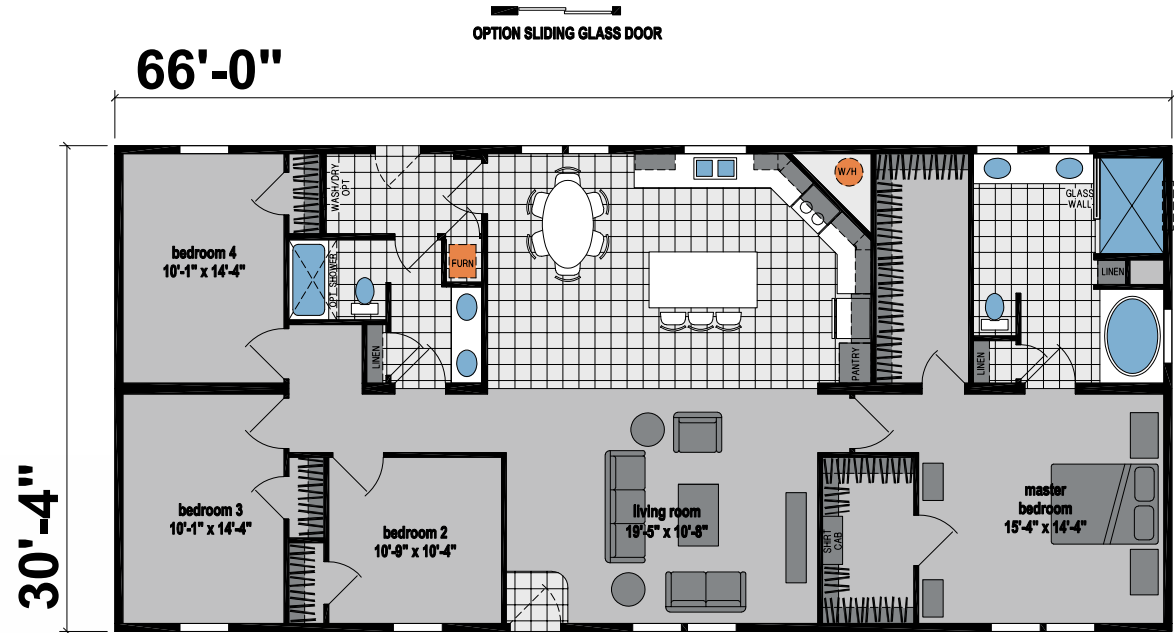 OPTION SLIDING GLASS DOOR
66'-0"
30'-4"
WASH/DRY
OPT
W/H
GLASS
WALL
bedroom 4
10'-1" x 14'-4"
OPT SHOWER
FURN
LINEN
LINEN
PANTRY
LINEN
bedroom 3
10'-1" x 14'-4"
bedroom 2
10'-9" x 10'-4"
living room
19'-5" x 10'-8"
SHIRT
CAB
master
bedroom
15'-4" x 14'-4"